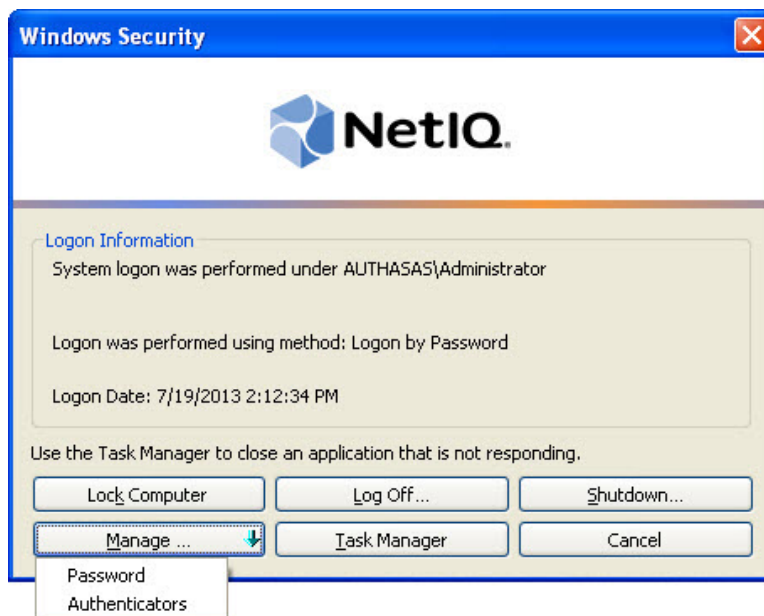 Windows Security
NetIQ.
Logon Information
System logon was performed under AUTHASAS\Administrator
Logon was performed using method: Logon by Password
Logon Date: 7/19/2013 2:12:34 PM
Use the Task Manager to close an application that is not responding.
Lock Computer Log Off... Shutdown...
Manage ... Task Manager Cancel
Password
Authenticators